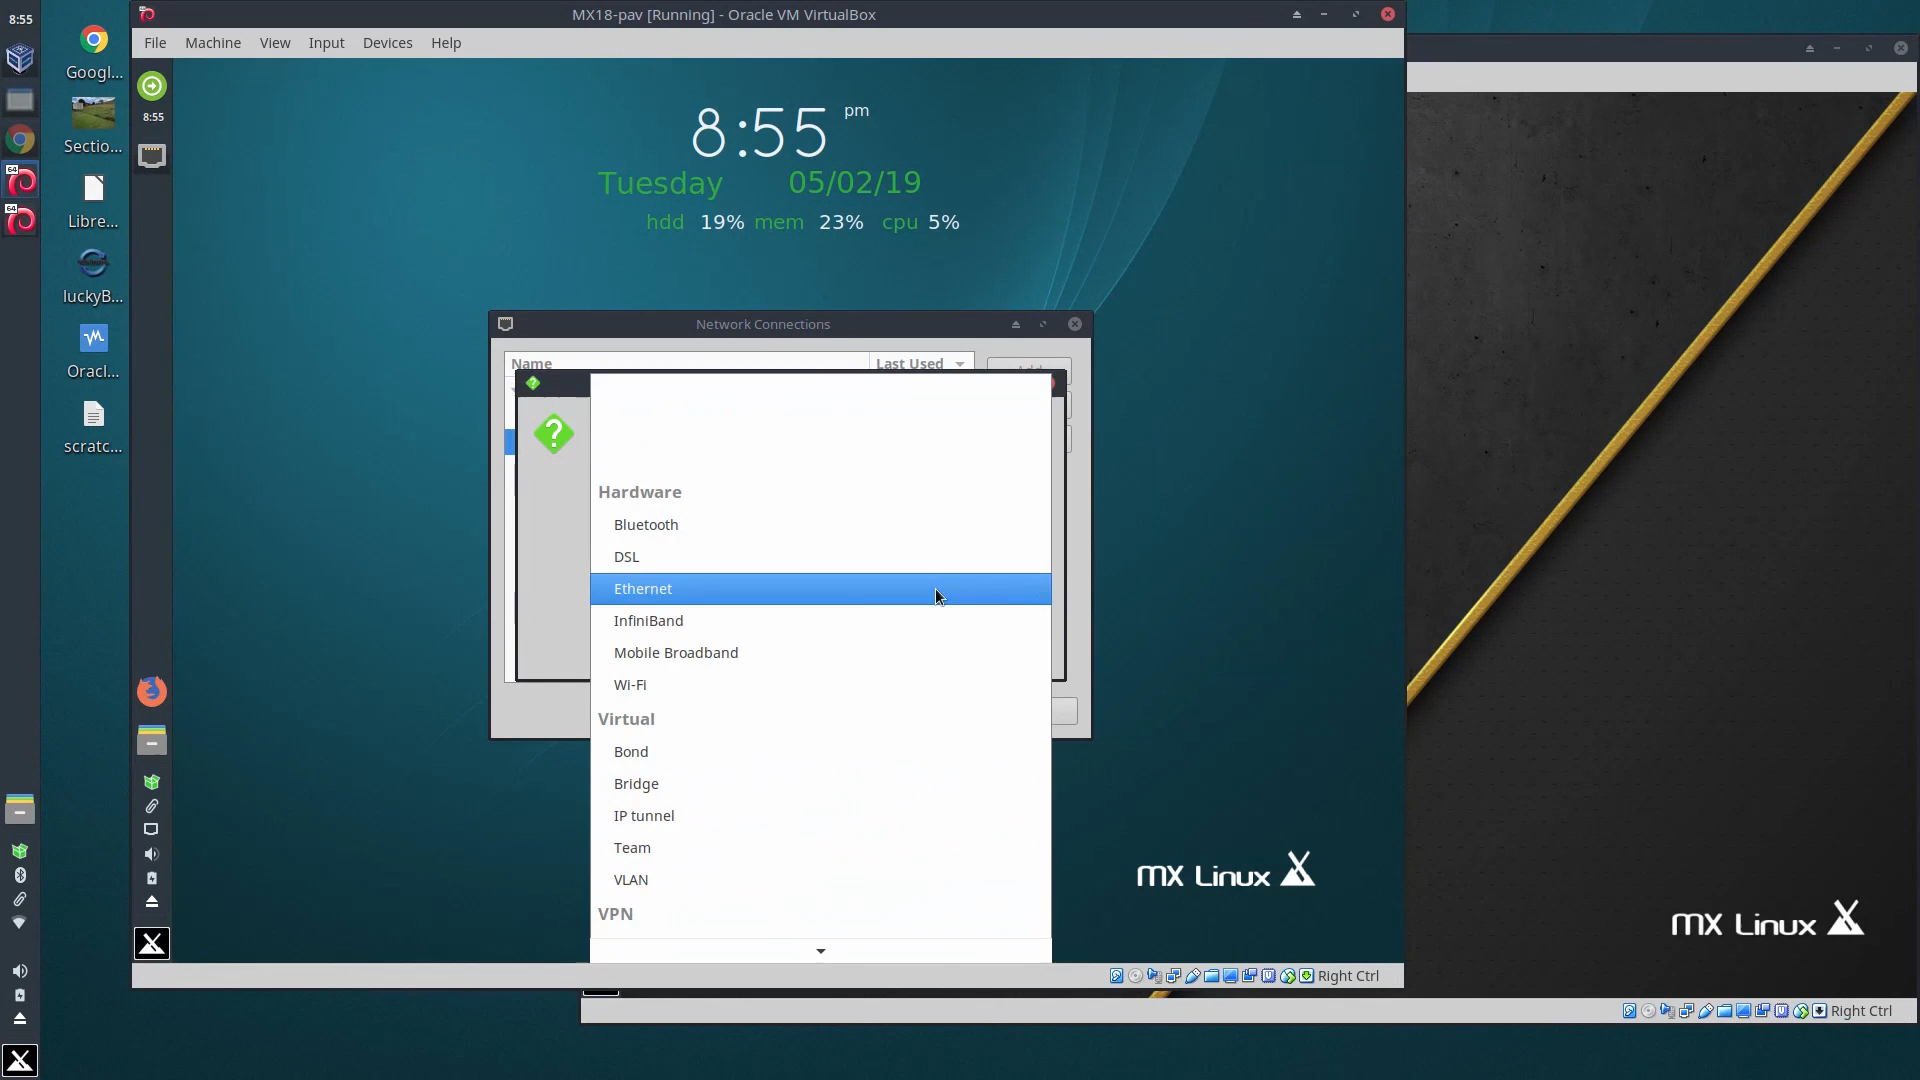 8:55
Googl...
Sectio...
Libre...
luckyB...
Oracl...
scratc...
64
64
MX18-pav [Running] - Oracle VM VirtualBox
File Machine View Input Devices Help
8:55
8:55 pm
Tuesday 05/02/19
hdd 19% mem 23% cpu 5%
Network Connections
Name Last Used
Hardware
Bluetooth
DSL
Ethernet
InfiniBand
Mobile Broadband
Wi-Fi
Virtual
Bond
Bridge
IP tunnel
Team
VLAN
VPN
MX Linux
Right Ctrl
MX Linux
Right Ctrl